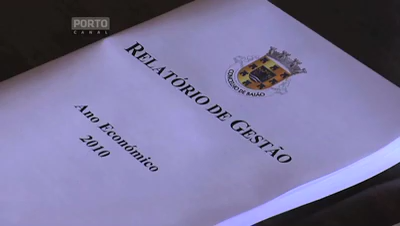 PORTO
CANAL
CONCELHO DE BAIÃO
RELATÓRIO DE GESTÃO
Ano Económico
2010